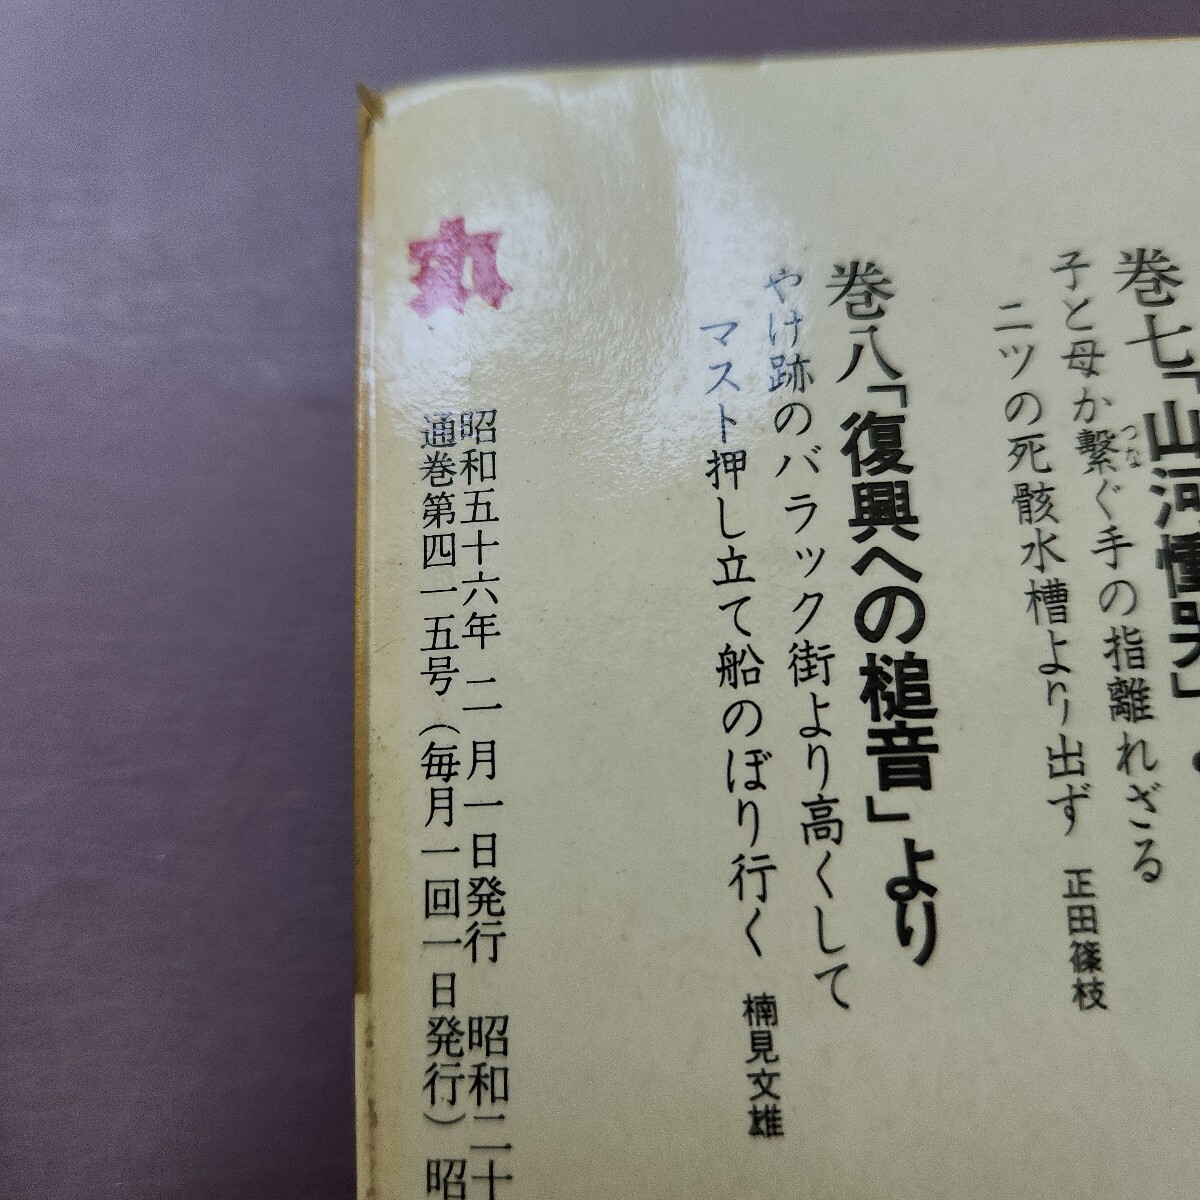 巻七「山河慟哭」
子と母か繋ぐ手の指離れざる
つな
ニツの死骸水槽より出ず 正田篠枝
巻八「復興への槌音」より
やけ跡のバラック街より高くして
マスト押し立て船のぼり行く 楠見文雄
昭和五十六年二月一日発行 昭和二十
通巻第四一五号(毎月一回一日発行)昭